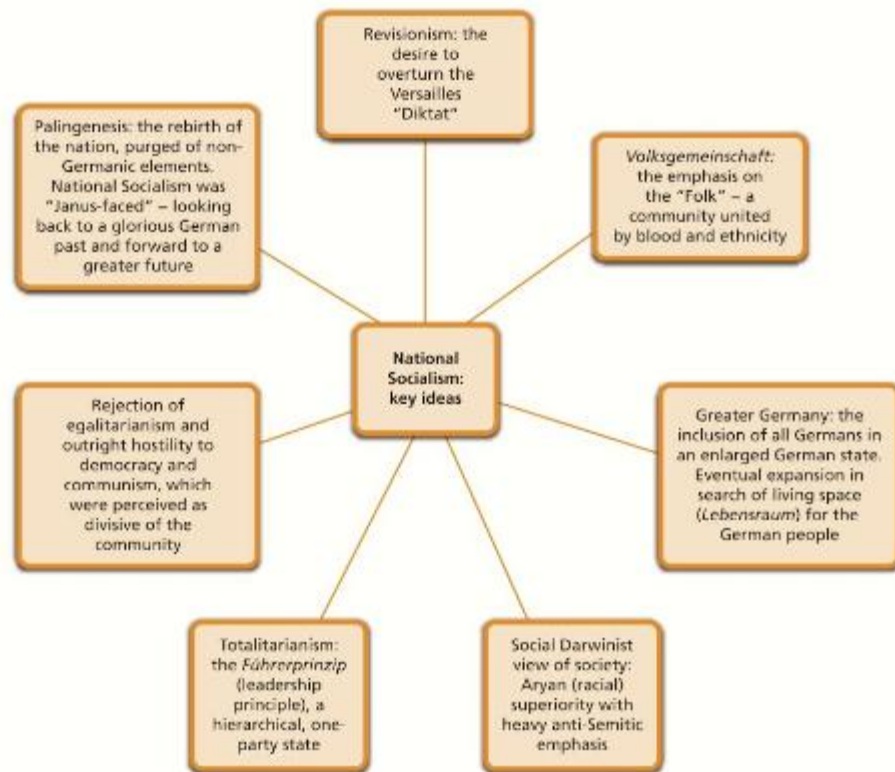 Revisionism: the
desire to
overturn the
Versailles
"Diktat"
Palingenesis: the rebirth of
the nation, purged of non-
Germanic elements.
National Socialism was
"Janus-faced" – looking
back to a glorious German
past and forward to a
greater future
Volksgemeinschaft:
the emphasis on
the "Folk" – a
community united
by blood and ethnicity
National
Socialism:
key ideas
Rejection of
egalitarianism and
outright hostility to
democracy and
communism, which
were perceived as
divisive of the
community
Greater Germany: the
inclusion of all Germans in
an enlarged German state.
Eventual expansion in
search of living space
(Lebensraum) for the
German people
Totalitarianism:
the Führerprinzip
(leadership
principle), a
hierarchical, one-
party state
Social Darwinist
view of society:
Aryan (racial)
superiority with
heavy anti-Semitic
emphasis